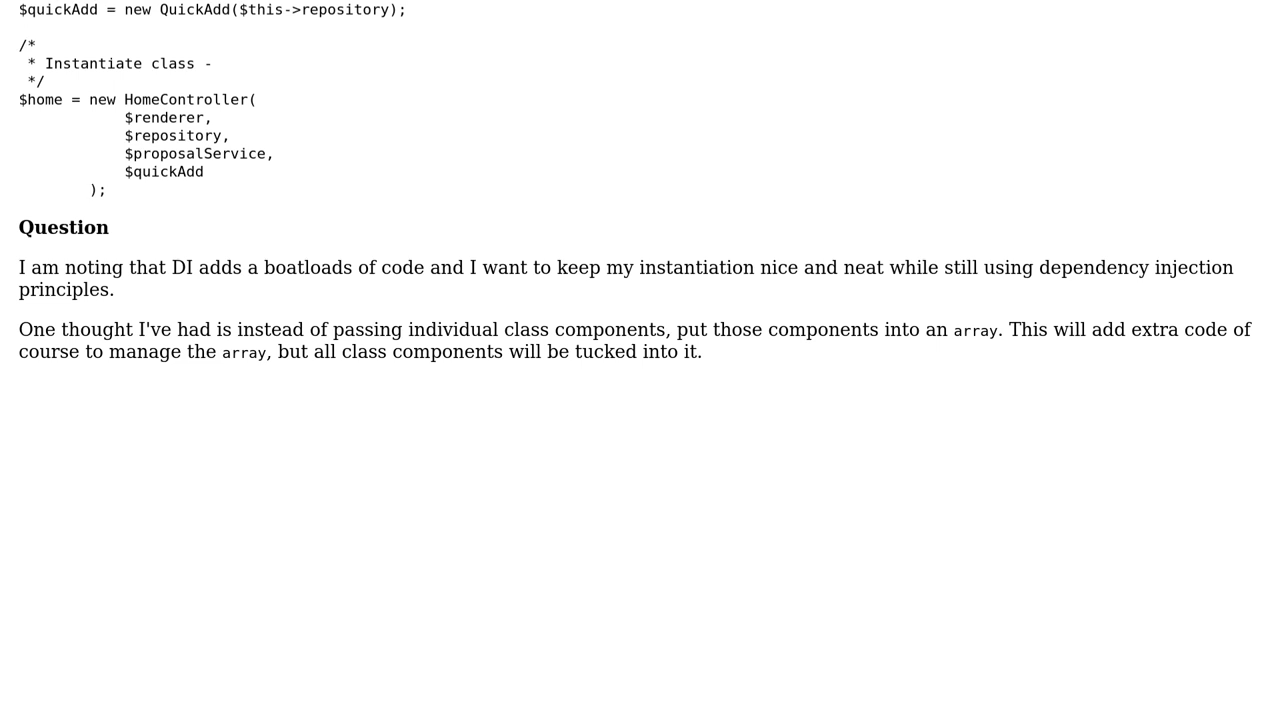 $quickAdd = new QuickAdd($this->repository);
/*
 * Instantiate class -
 */
$home = new HomeController(
            $renderer,
            $repository,
            $proposalService,
            $quickAdd
        );
Question
I am noting that DI adds a boatloads of code and I want to keep my instantiation nice and neat while still using dependency injection
principles.
One thought I've had is instead of passing individual class components, put those components into an array. This will add extra code of
course to manage the array, but all class components will be tucked into it.